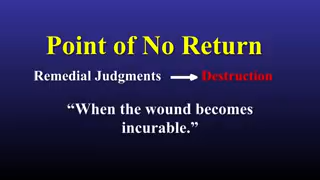 Point of No Return
Remedial Judgments Destruction
“When the wound becomes
incurable.”